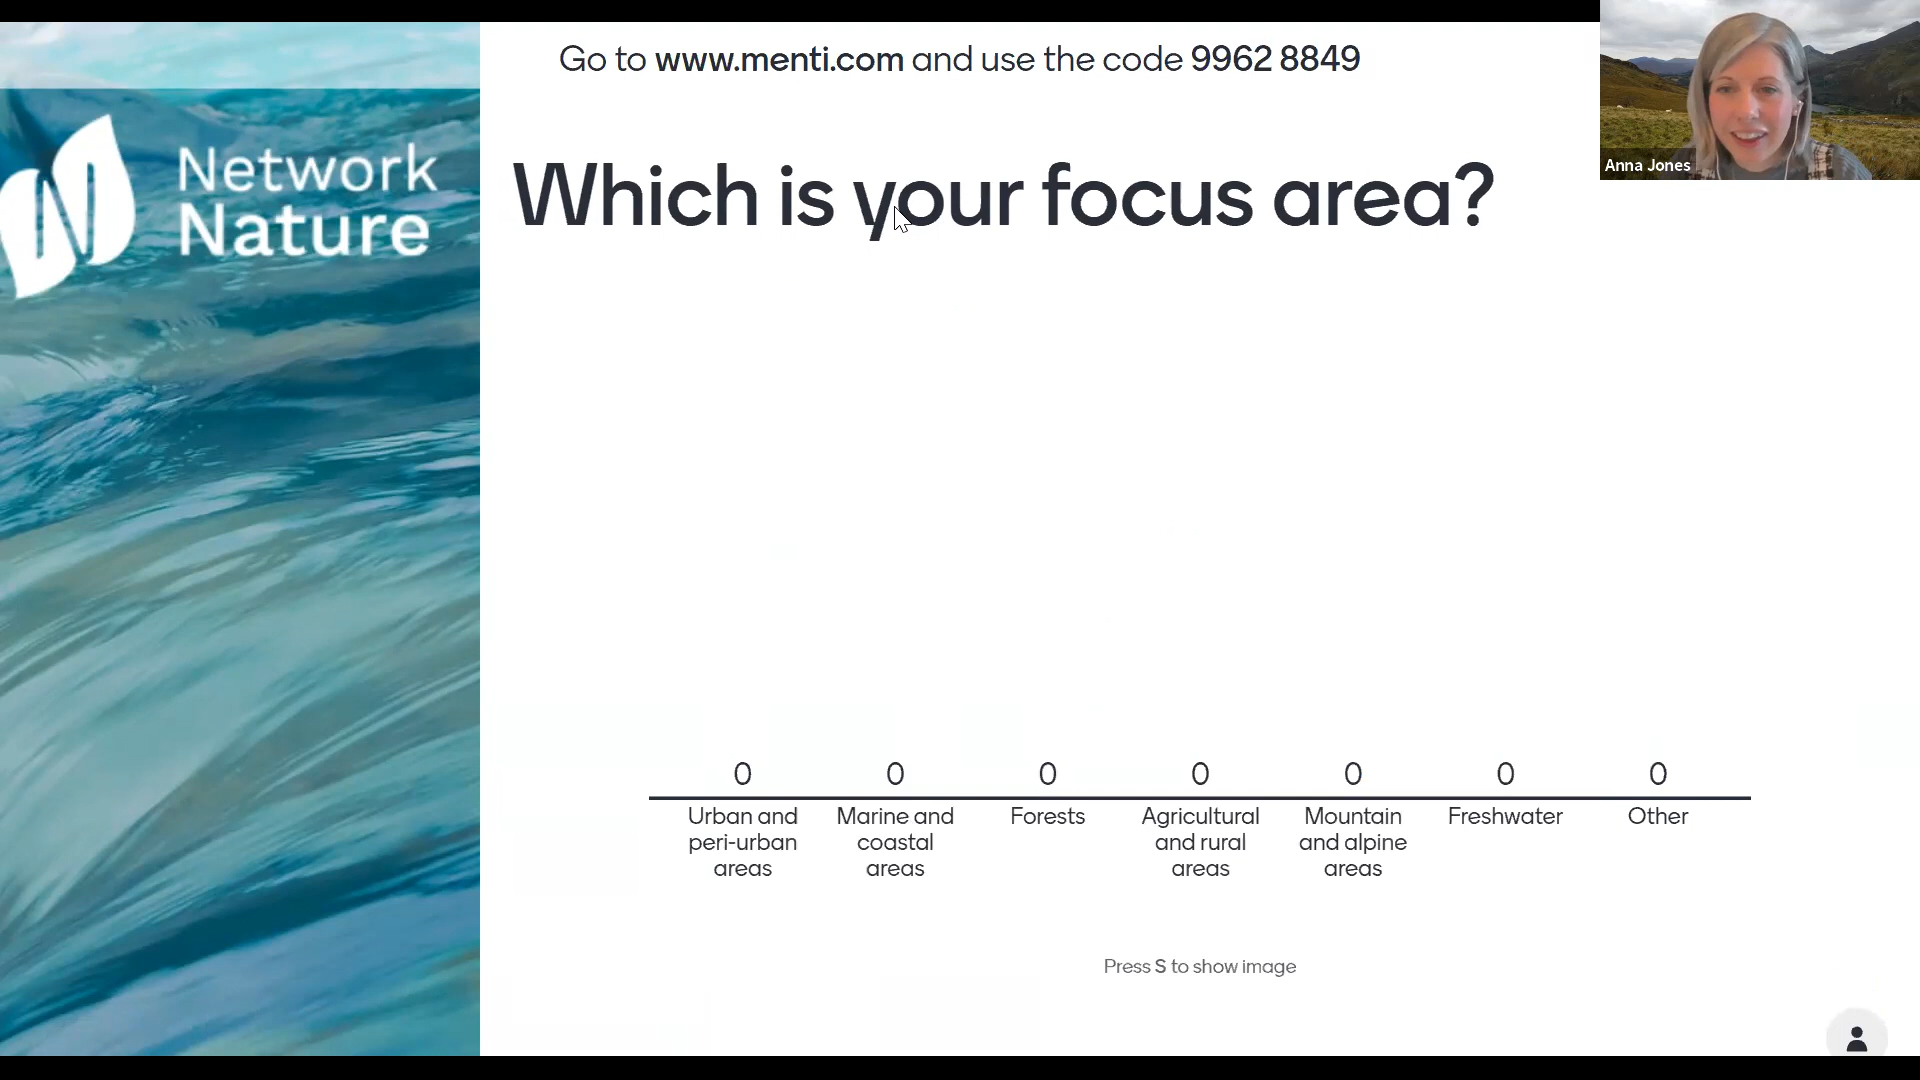 Go to www.menti.com and use the code 9962 8849
Anna Jones
Network
Nature
Which is your focus area?
0 0 0 0 0 0 0
Urban and peri-urban areas
Marine and coastal areas
Forests
Agricultural and rural areas
Mountain and alpine areas
Freshwater
Other
Press S to show image